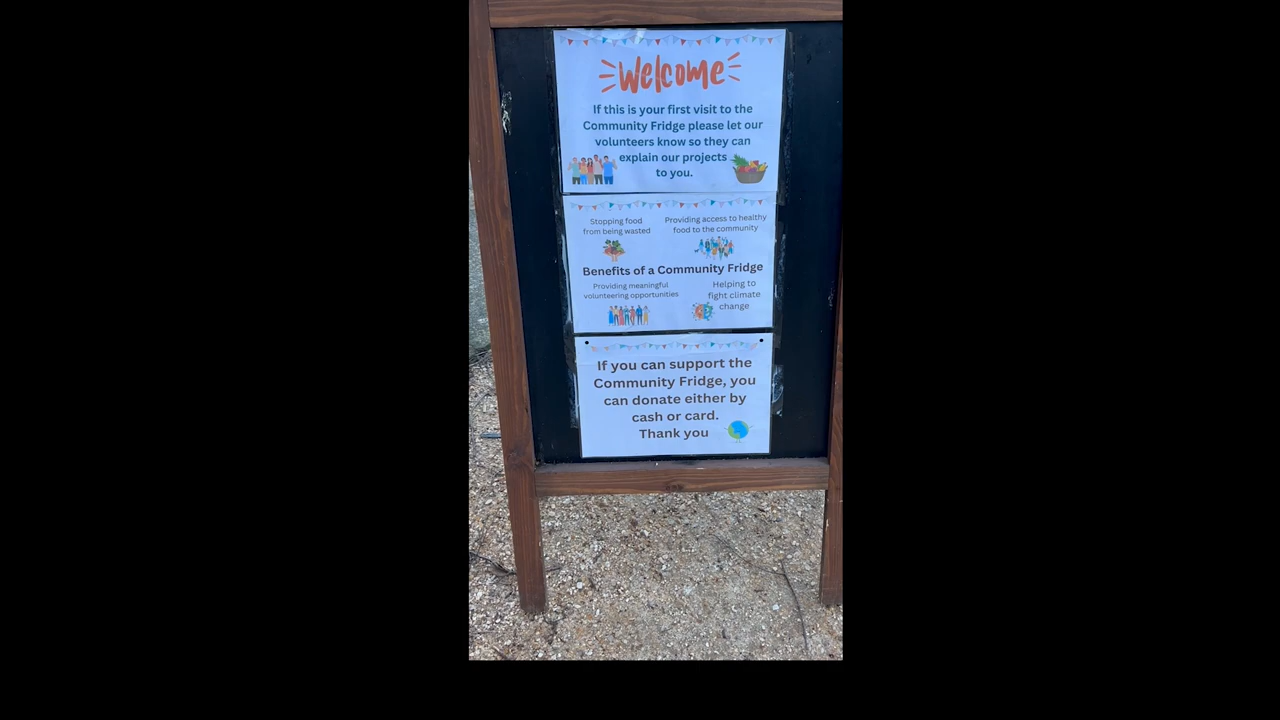 Welcome
If this is your first visit to the
Community Fridge please let our
volunteers know so they can
explain our projects
to you.
Stopping food
from being wasted
Providing access to healthy
food to the community
Benefits of a Community Fridge
Providing meaningful
volunteering opportunities
Helping to
fight climate
change
If you can support the
Community Fridge, you
can donate either by
cash or card.
Thank you